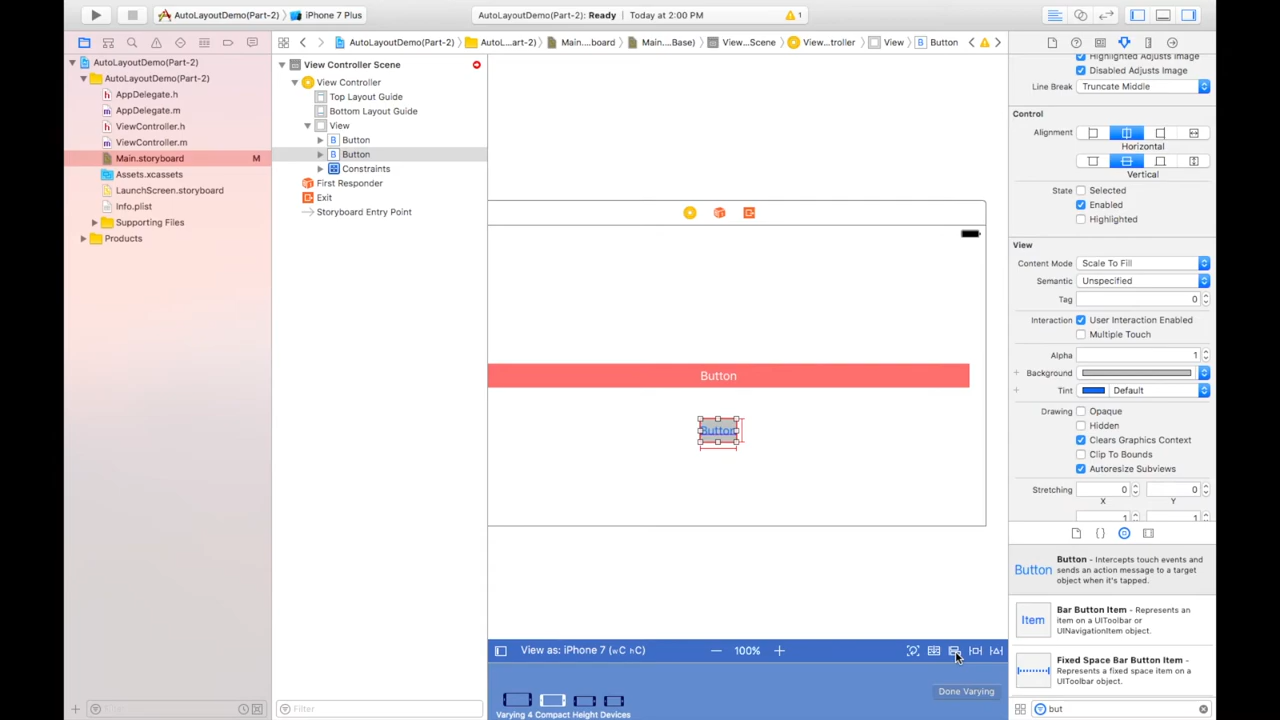 AutoLayoutDemo(Part-2) iPhone 7 Plus
AutoLayoutDemo(Part-2): Ready Today at 2:00 PM 1
AutoLayoutDemo(Part-2) AutoL...art-2) Main....board Main....Base) View...Scene View...troller View Button
AutoLayoutDemo(Part-2)
AutoLayoutDemo(Part-2)
AppDelegate.h
AppDelegate.m
ViewController.h
ViewController.m
Main.storyboard M
Assets.xcassets
LaunchScreen.storyboard
Info.plist
Supporting Files
Products
View Controller Scene
View Controller
Top Layout Guide
Bottom Layout Guide
View
B Button
B Button
Constraints
First Responder
Exit
Storyboard Entry Point
Filter
Button
Button
View as: iPhone 7 (wC hC) 100%
Done Varying
Varying 4 Compact Height Devices
Highlighted Adjusts Image
Disabled Adjusts Image
Line Break Truncate Middle
Control
Alignment
Horizontal
Vertical
State Selected
Enabled
Highlighted
View
Content Mode Scale To Fill
Semantic Unspecified
Tag 0
Interaction User Interaction Enabled
Multiple Touch
Alpha 1
Background
Tint Default
Drawing Opaque
Hidden
Clears Graphics Context
Clip To Bounds
Autoresize Subviews
Stretching 0 0
X Y
1 1
Button
Button - Intercepts touch events and
sends an action message to a target
object when it's tapped.
Item
Bar Button Item - Represents an
item on a UIToolbar or
UINavigationItem object.
Fixed Space Bar Button Item -
Represents a fixed space item on a
UIToolbar object.
but